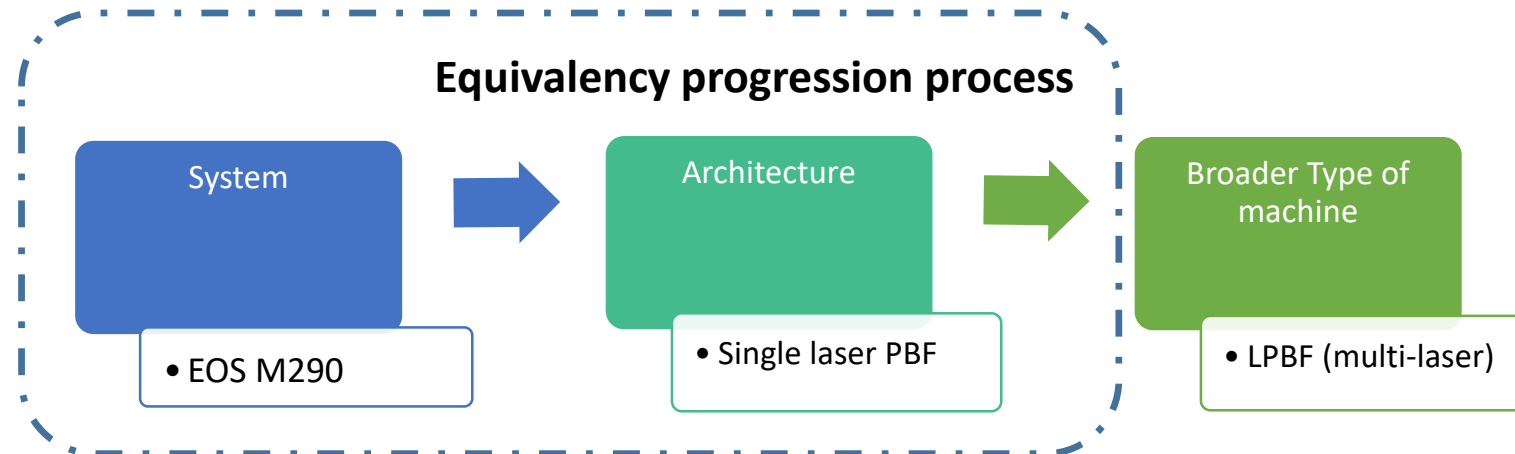 Equivalency progression process
System
Architecture
Broader Type of
machine
• EOS M290
• Single laser PBF
• LPBF (multi-laser)